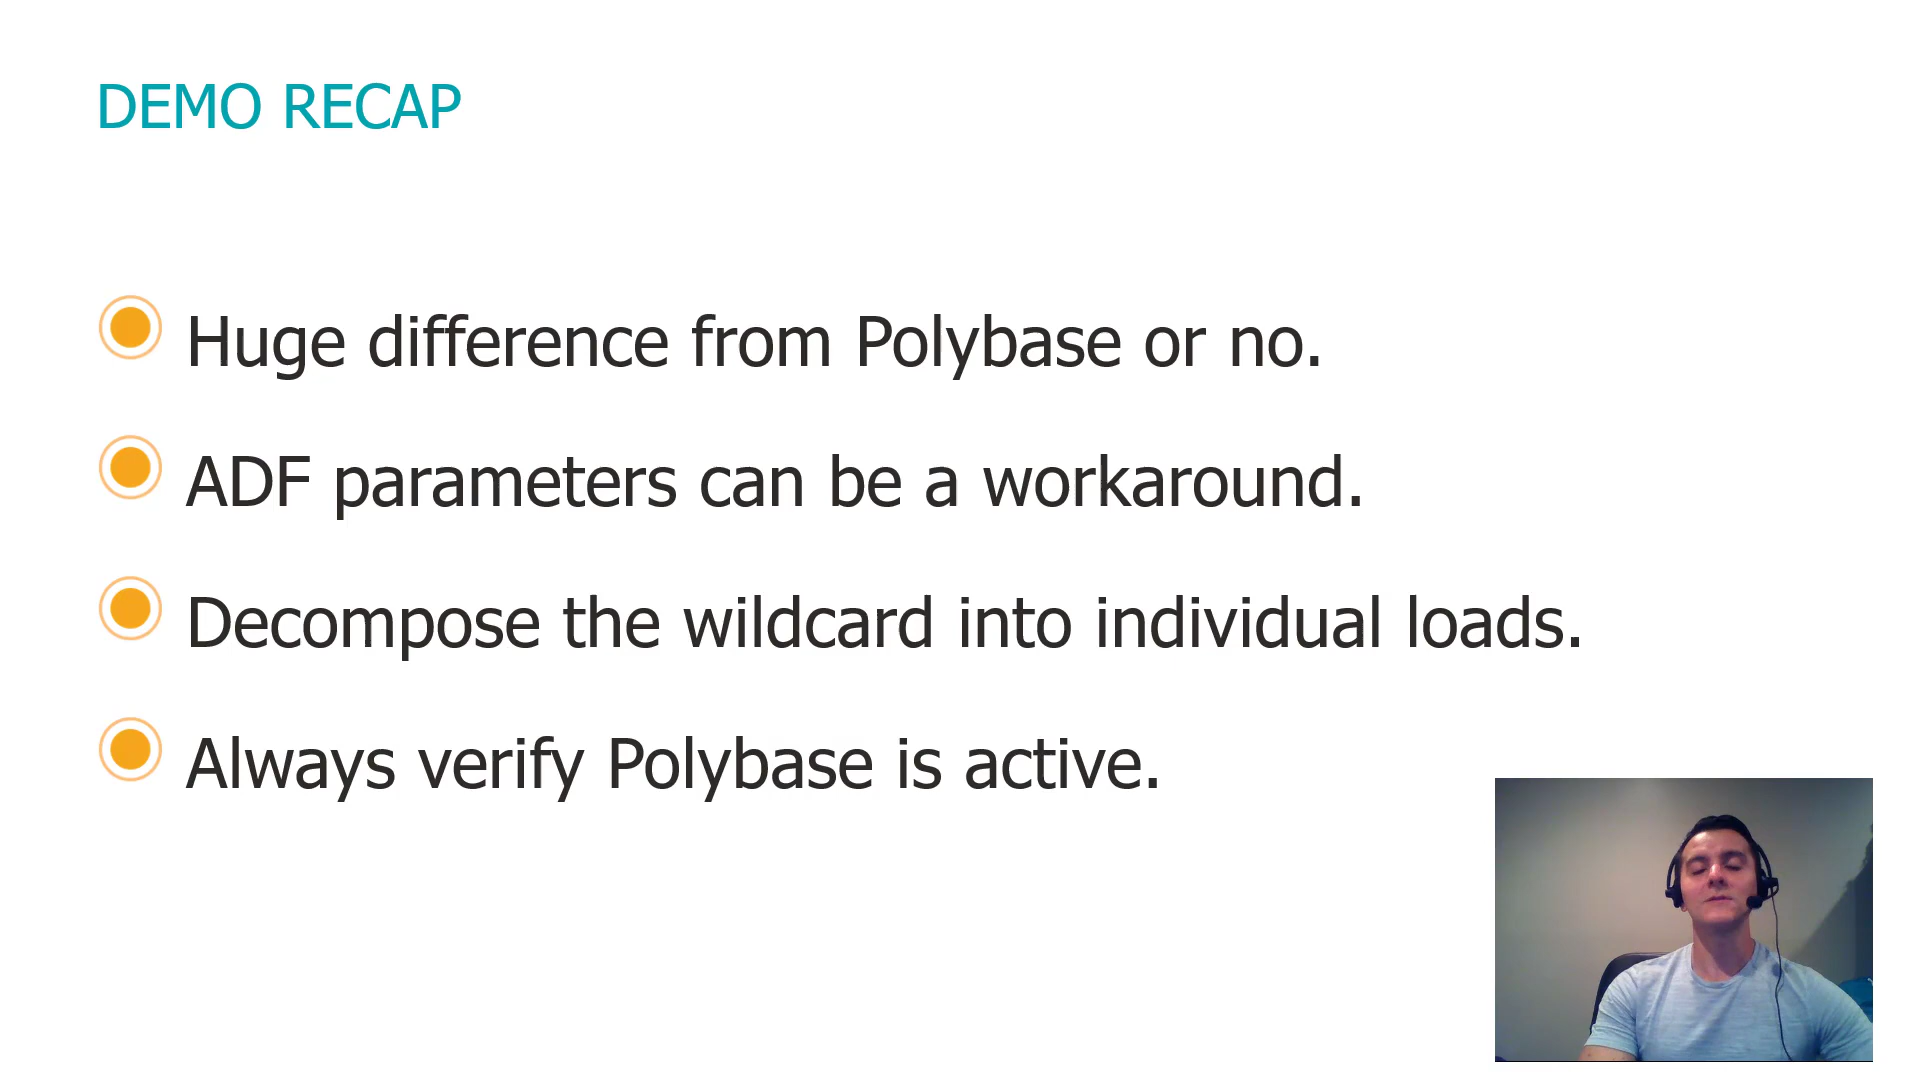 DEMO RECAP
Huge difference from Polybase or no.
ADF parameters can be a workaround.
Decompose the wildcard into individual loads.
Always verify Polybase is active.